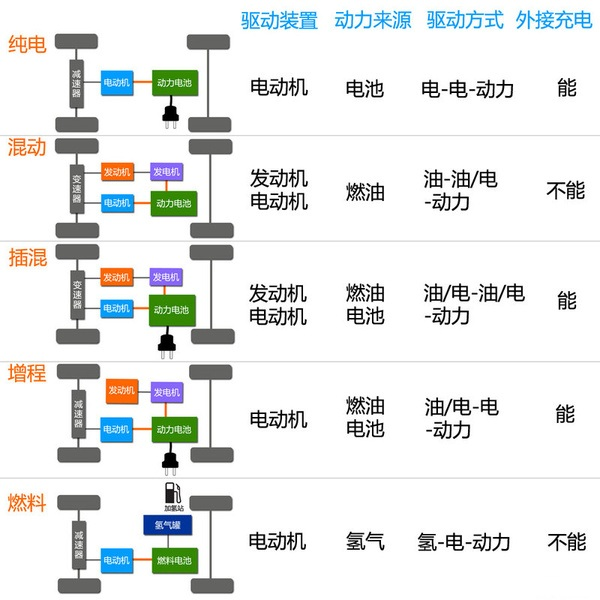 驱动装置 动力来源 驱动方式 外接充电
纯电
减速器
电动机
动力电池
电动机 电池 电-电-动力 能
混动
变速器
发动机 发电机
电动机 动力电池
发动机
电动机
燃油
油-油/电
-动力
不能
插混
变速器
发动机 发电机
电动机 动力电池
发动机
电动机
燃油
电池
油/电-油/电
-动力
能
增程
减速器
发动机 发电机
电动机 动力电池
电动机
燃油
电池
油/电-电
-动力
能
燃料
加氢站
氢气罐
减速器
电动机 燃料电池
电动机 氢气 氢-电-动力 不能